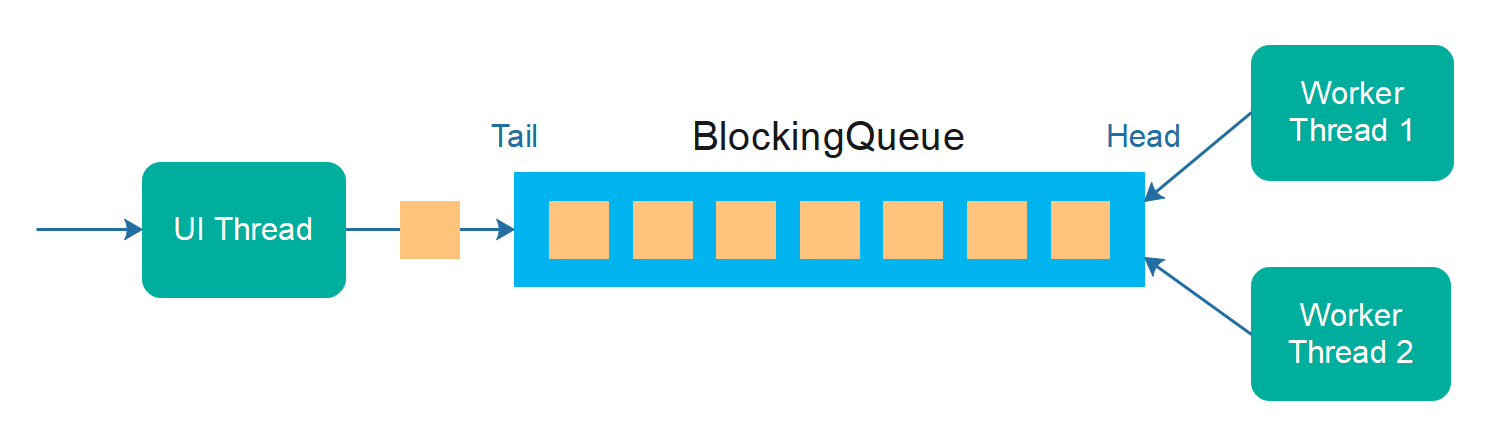 Worker
Thread 1
Tail
BlockingQueue
Head
UI Thread
Worker
Thread 2